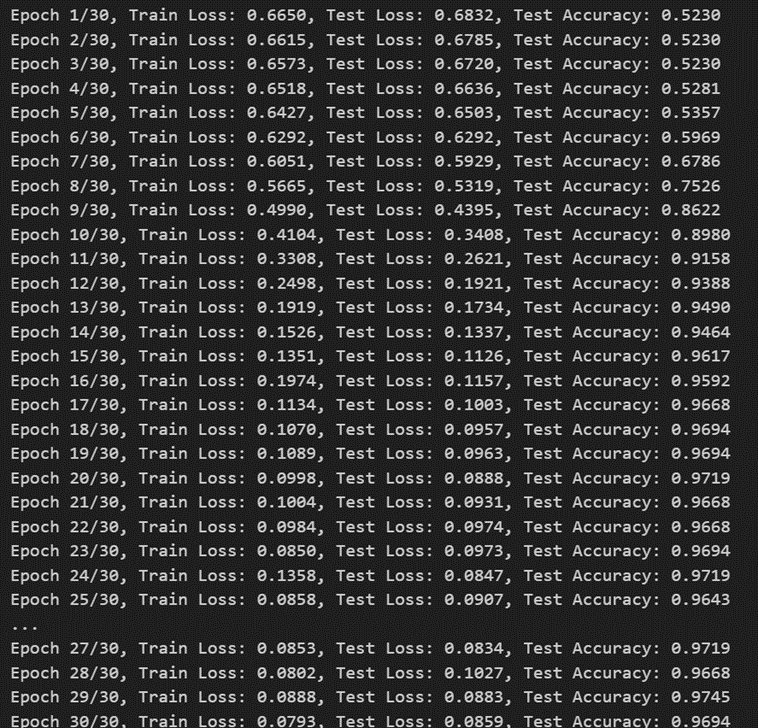 Epoch 1/30, Train Loss: 0.6650, Test Loss: 0.6832, Test Accuracy: 0.5230
Epoch 2/30, Train Loss: 0.6615, Test Loss: 0.6785, Test Accuracy: 0.5230
Epoch 3/30, Train Loss: 0.6573, Test Loss: 0.6720, Test Accuracy: 0.5230
Epoch 4/30, Train Loss: 0.6518, Test Loss: 0.6636, Test Accuracy: 0.5281
Epoch 5/30, Train Loss: 0.6427, Test Loss: 0.6503, Test Accuracy: 0.5357
Epoch 6/30, Train Loss: 0.6292, Test Loss: 0.6292, Test Accuracy: 0.5969
Epoch 7/30, Train Loss: 0.6051, Test Loss: 0.5929, Test Accuracy: 0.6786
Epoch 8/30, Train Loss: 0.5665, Test Loss: 0.5319, Test Accuracy: 0.7526
Epoch 9/30, Train Loss: 0.4990, Test Loss: 0.4395, Test Accuracy: 0.8622
Epoch 10/30, Train Loss: 0.4104, Test Loss: 0.3408, Test Accuracy: 0.8980
Epoch 11/30, Train Loss: 0.3308, Test Loss: 0.2621, Test Accuracy: 0.9158
Epoch 12/30, Train Loss: 0.2498, Test Loss: 0.1921, Test Accuracy: 0.9388
Epoch 13/30, Train Loss: 0.1919, Test Loss: 0.1734, Test Accuracy: 0.9490
Epoch 14/30, Train Loss: 0.1526, Test Loss: 0.1337, Test Accuracy: 0.9464
Epoch 15/30, Train Loss: 0.1351, Test Loss: 0.1126, Test Accuracy: 0.9617
Epoch 16/30, Train Loss: 0.1974, Test Loss: 0.1157, Test Accuracy: 0.9592
Epoch 17/30, Train Loss: 0.1134, Test Loss: 0.1003, Test Accuracy: 0.9668
Epoch 18/30, Train Loss: 0.1070, Test Loss: 0.0957, Test Accuracy: 0.9694
Epoch 19/30, Train Loss: 0.1089, Test Loss: 0.0963, Test Accuracy: 0.9694
Epoch 20/30, Train Loss: 0.0998, Test Loss: 0.0888, Test Accuracy: 0.9719
Epoch 21/30, Train Loss: 0.1004, Test Loss: 0.0931, Test Accuracy: 0.9668
Epoch 22/30, Train Loss: 0.0984, Test Loss: 0.0974, Test Accuracy: 0.9668
Epoch 23/30, Train Loss: 0.0850, Test Loss: 0.0973, Test Accuracy: 0.9694
Epoch 24/30, Train Loss: 0.1358, Test Loss: 0.0847, Test Accuracy: 0.9719
Epoch 25/30, Train Loss: 0.0858, Test Loss: 0.0907, Test Accuracy: 0.9643
...
Epoch 27/30, Train Loss: 0.0853, Test Loss: 0.0834, Test Accuracy: 0.9719
Epoch 28/30, Train Loss: 0.0802, Test Loss: 0.1027, Test Accuracy: 0.9668
Epoch 29/30, Train Loss: 0.0888, Test Loss: 0.0883, Test Accuracy: 0.9745
Epoch 30/30, Train Loss: 0.0793, Test Loss: 0.0859, Test Accuracy: 0.9694